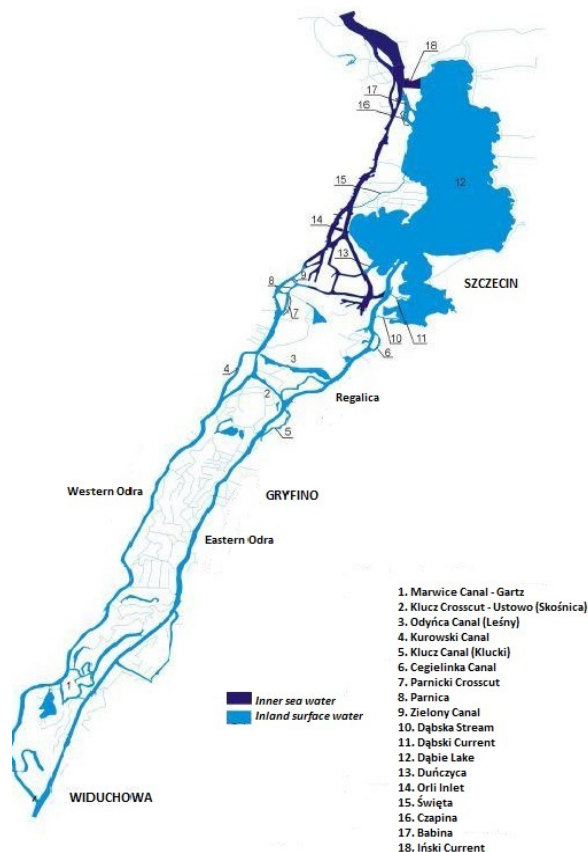 18
17
16
15
12
14
13
SZCZECIN
9
8
7
11
10
6
3
4
Regalica
2
5
Western Odra
GRYFINO
Eastern Odra
1
WIDUCHOWA
Inner sea water
Inland surface water
1. Marwice Canal - Gartz
2. Klucz Crosscut - Ustowo (Skośnica)
3. Odyńca Canal (Leśny)
4. Kurowski Canal
5. Klucz Canal (Klucki)
6. Cegielinka Canal
7. Parnicki Crosscut
8. Parnica
9. Zielony Canal
10. Dąbska Stream
11. Dąbski Current
12. Dąbie Lake
13. Duńczyca
14. Orli Inlet
15. Święta
16. Czapina
17. Babina
18. Iński Current